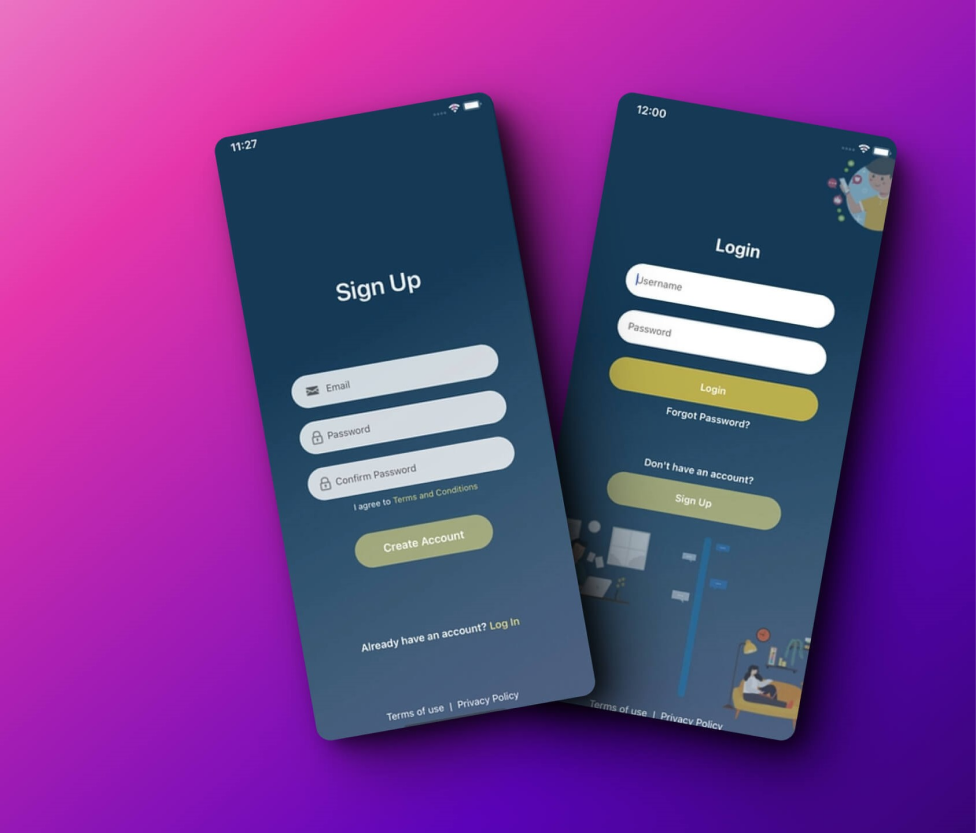 11:27
Sign Up
Email
Password
Confirm Password
I agree to Terms and Conditions
Create Account
Already have an account? Log In
Terms of use | Privacy Policy
12:00
Login
Username
Password
Login
Forgot Password?
Don't have an account?
Sign Up
Terms of use | Privacy Policy